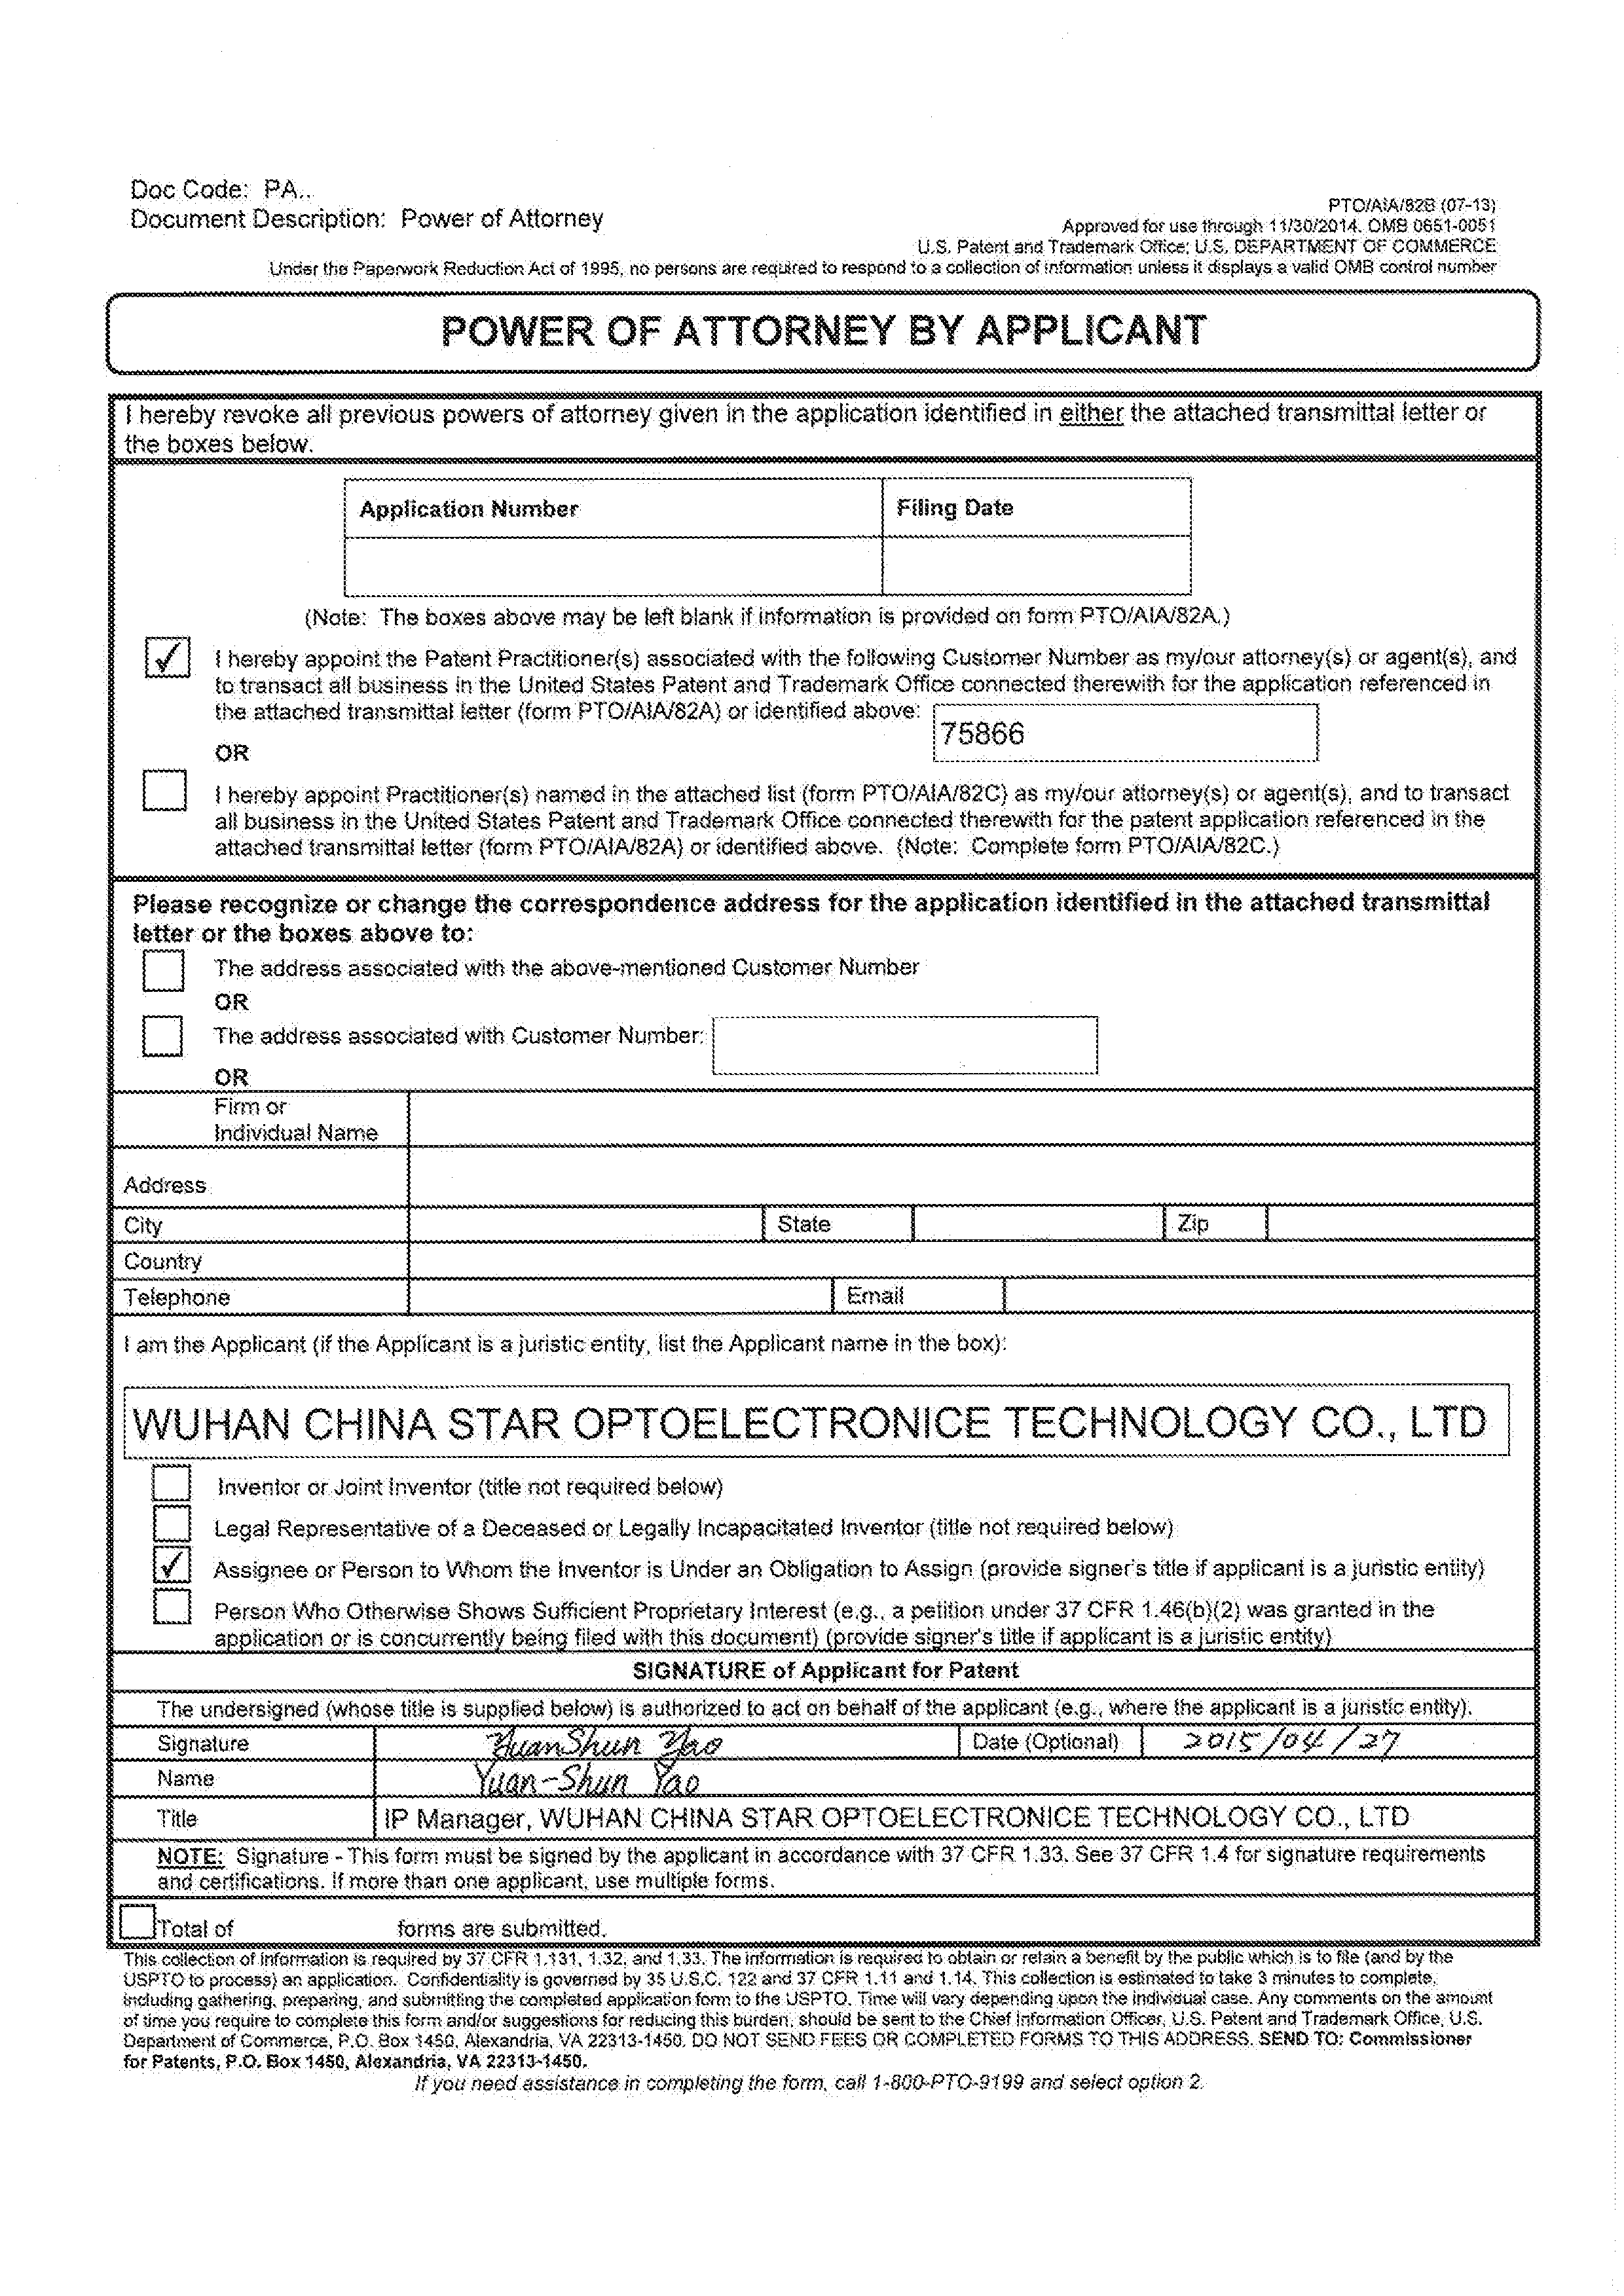 Doc Code: PA..
Document Description: Power of Attorney
PTO/AIA/82B (07-13)
Approved for use through 11/30/2014. OMB 0651-0051
U.S. Patent and Trademark Office; U.S. DEPARTMENT OF COMMERCE
Under the Paperwork Reduction Act of 1995, no persons are required to respond to a collection of information unless it displays a valid OMB control number
POWER OF ATTORNEY BY APPLICANT
I hereby revoke all previous powers of attorney given in the application identified in either the attached transmittal letter or
the boxes below.
Application Number Filing Date
(Note: The boxes above may be left blank if information is provided on form PTO/AIA/82A.)
✓ I hereby appoint the Patent Practitioner(s) associated with the following Customer Number as my/our attorney(s) or agent(s), and
to transact all business in the United States Patent and Trademark Office connected therewith for the application referenced in
the attached transmittal letter (form PTO/AIA/82A) or identified above:
75866
OR
I hereby appoint Practitioner(s) named in the attached list (form PTO/AIA/82C) as my/our attorney(s) or agent(s), and to transact
all business in the United States Patent and Trademark Office connected therewith for the patent application referenced in the
attached transmittal letter (form PTO/AIA/82A) or identified above. (Note: Complete form PTO/AIA/82C.)
Please recognize or change the correspondence address for the application identified in the attached transmittal
letter or the boxes above to:
The address associated with the above-mentioned Customer Number
OR
The address associated with Customer Number:
OR
Firm or
Individual Name
Address
City State Zip
Country
Telephone Email
I am the Applicant (if the Applicant is a juristic entity, list the Applicant name in the box):
WUHAN CHINA STAR OPTOELECTRONICE TECHNOLOGY CO., LTD
Inventor or Joint Inventor (title not required below)
Legal Representative of a Deceased or Legally Incapacitated Inventor (title not required below)
✓ Assignee or Person to Whom the Inventor is Under an Obligation to Assign (provide signer's title if applicant is a juristic entity)
Person Who Otherwise Shows Sufficient Proprietary Interest (e.g., a petition under 37 CFR 1.46(b)(2) was granted in the
application or is concurrently being filed with this document) (provide signer's title if applicant is a juristic entity)
SIGNATURE of Applicant for Patent
The undersigned (whose title is supplied below) is authorized to act on behalf of the applicant (e.g., where the applicant is a juristic entity).
Signature YuanShun Yao Date (Optional) 2015/04/27
Name Yuan-Shun Yao
Title IP Manager, WUHAN CHINA STAR OPTOELECTRONICE TECHNOLOGY CO., LTD
NOTE: Signature - This form must be signed by the applicant in accordance with 37 CFR 1.33. See 37 CFR 1.4 for signature requirements
and certifications. If more than one applicant, use multiple forms.
Total of forms are submitted.
This collection of information is required by 37 CFR 1.131, 1.32, and 1.33. The information is required to obtain or retain a benefit by the public which is to file (and by the
USPTO to process) an application. Confidentiality is governed by 35 U.S.C. 122 and 37 CFR 1.11 and 1.14. This collection is estimated to take 3 minutes to complete,
including gathering, preparing, and submitting the completed application form to the USPTO. Time will vary depending upon the individual case. Any comments on the amount
of time you require to complete this form and/or suggestions for reducing this burden, should be sent to the Chief Information Officer, U.S. Patent and Trademark Office, U.S.
Department of Commerce, P.O. Box 1450, Alexandria, VA 22313-1450. DO NOT SEND FEES OR COMPLETED FORMS TO THIS ADDRESS. SEND TO: Commissioner
for Patents, P.O. Box 1450, Alexandria, VA 22313-1450.
If you need assistance in completing the form, call 1-800-PTO-9199 and select option 2.